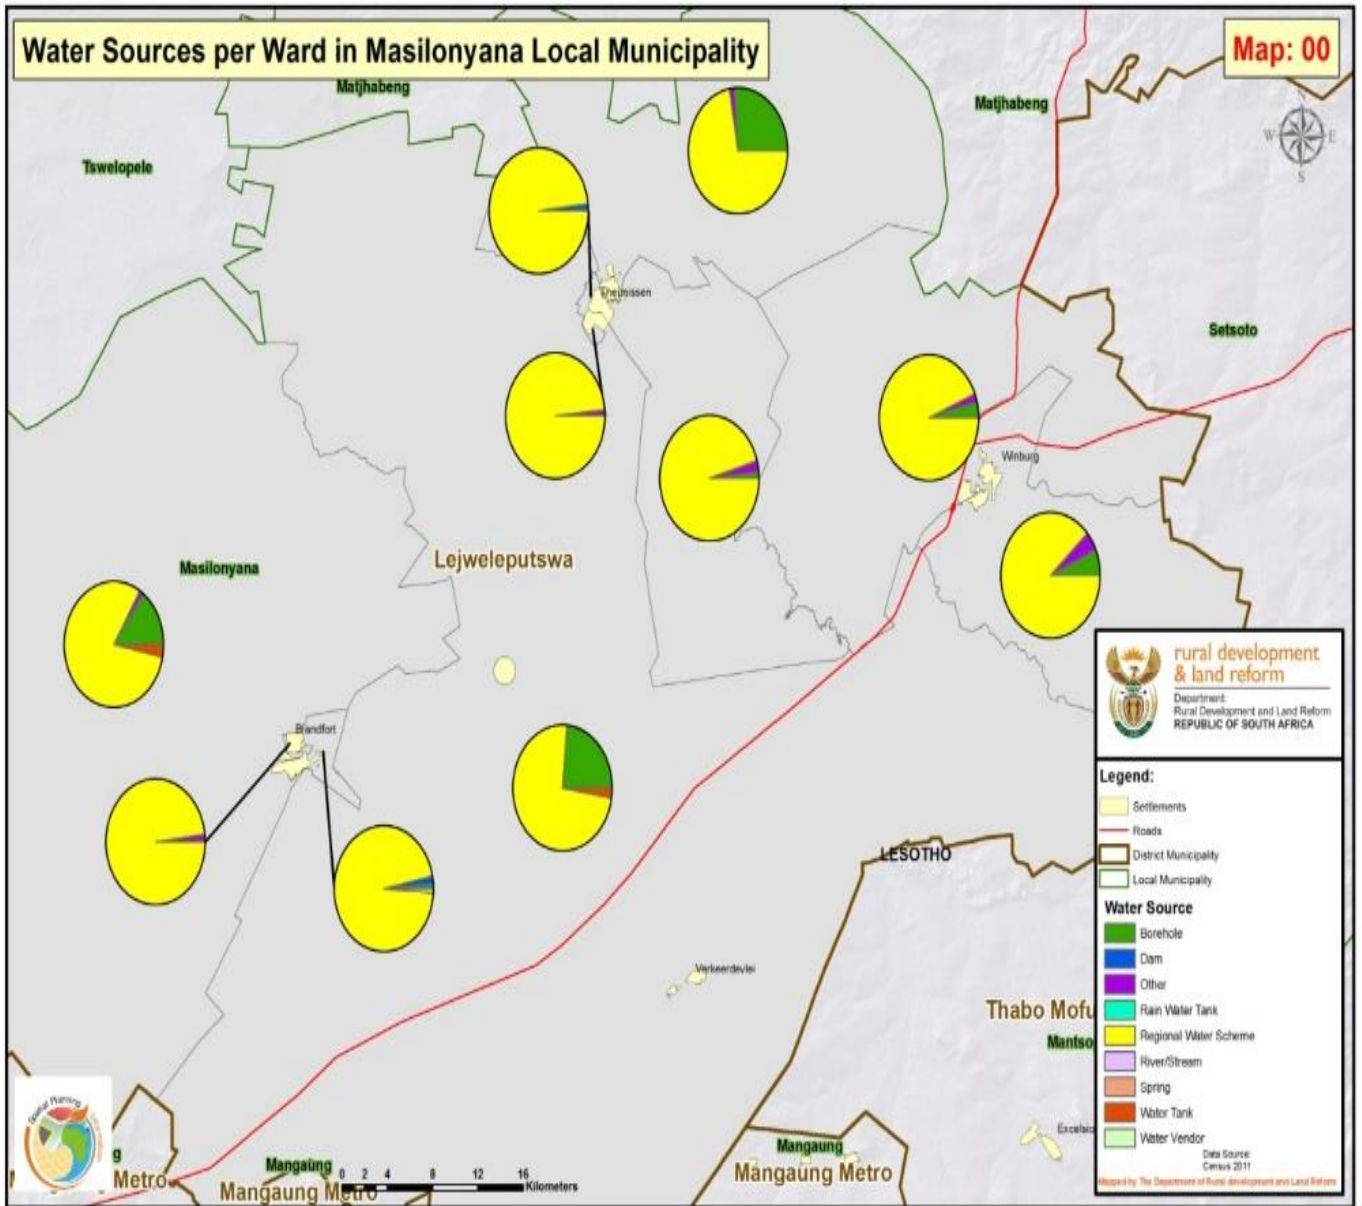 Water Sources per Ward in Masilonyana Local Municipality
Map: 00
Matjhabeng
Matjhabeng
Tswelopele
N
W E
S
Theunissen
Setsoto
Winburg
Lejweleputswa
Masilonyana
Brandfort
LESOTHO
Verkeerdevlei
Thabo Mofu
Mantso
Excelsio
Mangaung
Mangaung Metro
Mangaung
Mangaung Metro
g
M Metro
Spatial Planning
0 2 4 8 12 16
Kilometers
rural development
& land reform
Department:
Rural Development and Land Reform
REPUBLIC OF SOUTH AFRICA
Legend:
Settlements
Roads
District Municipality
Local Municipality
Water Source
Borehole
Dam
Other
Rain Water Tank
Regional Water Scheme
River/Stream
Spring
Water Tank
Water Vendor
Data Source:
Census 2011
Mapped by: The Department of Rural development and Land Reform